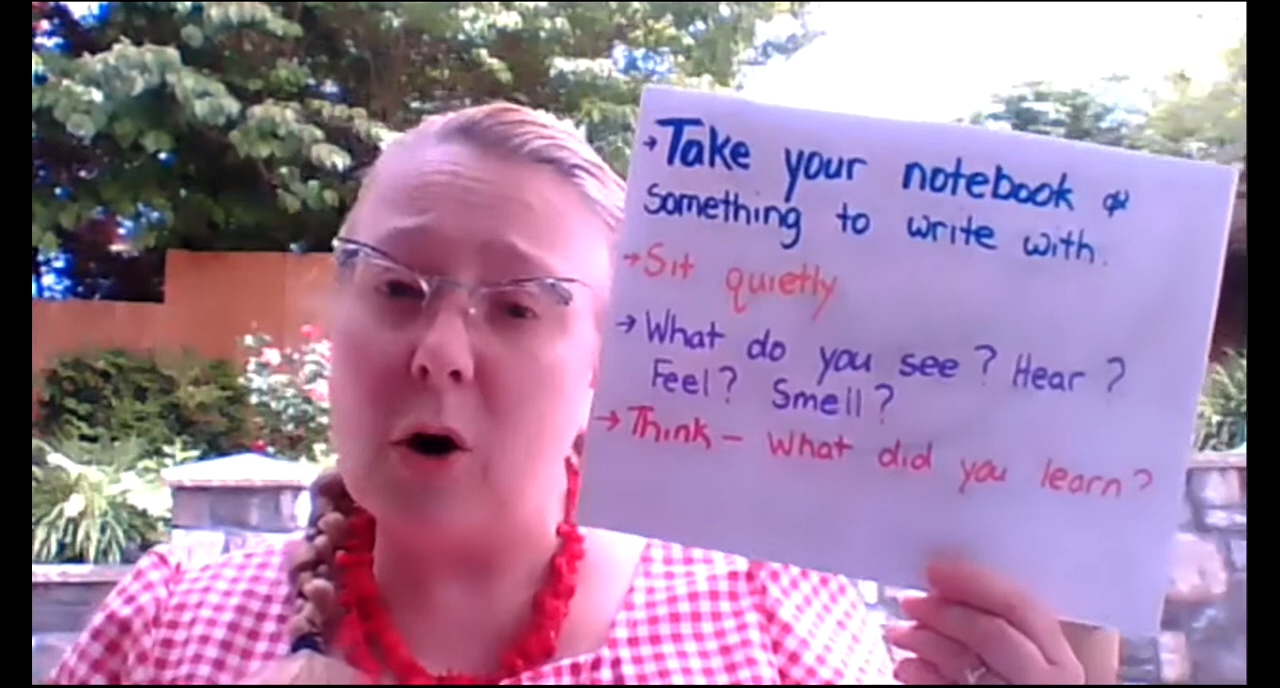 →Take your notebook &
something to write with.
→Sit quietly
→What do you see? Hear?
Feel? Smell?
→Think – What did you learn?